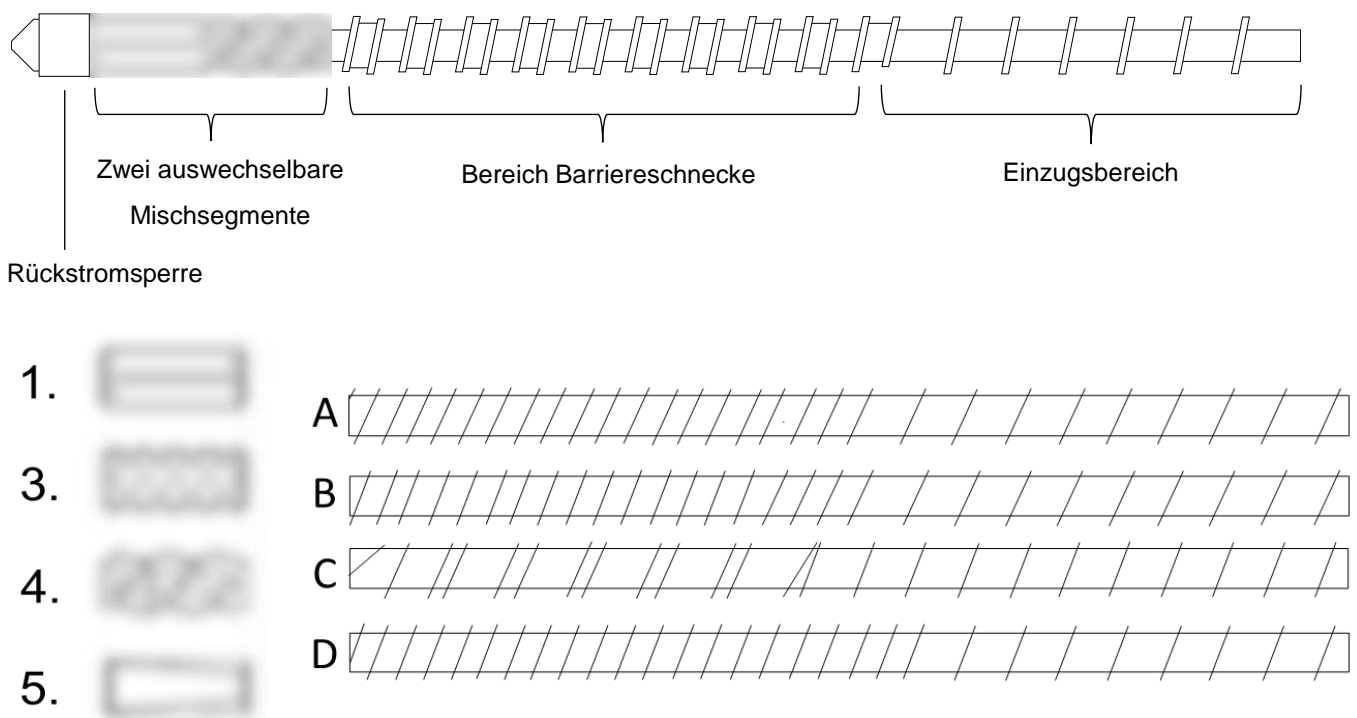 Zwei auswechselbare
Mischsegmente
Bereich Barriereschnecke
Einzugsbereich
Rückstromsperre
1.
3.
4.
5.
A
B
C
D